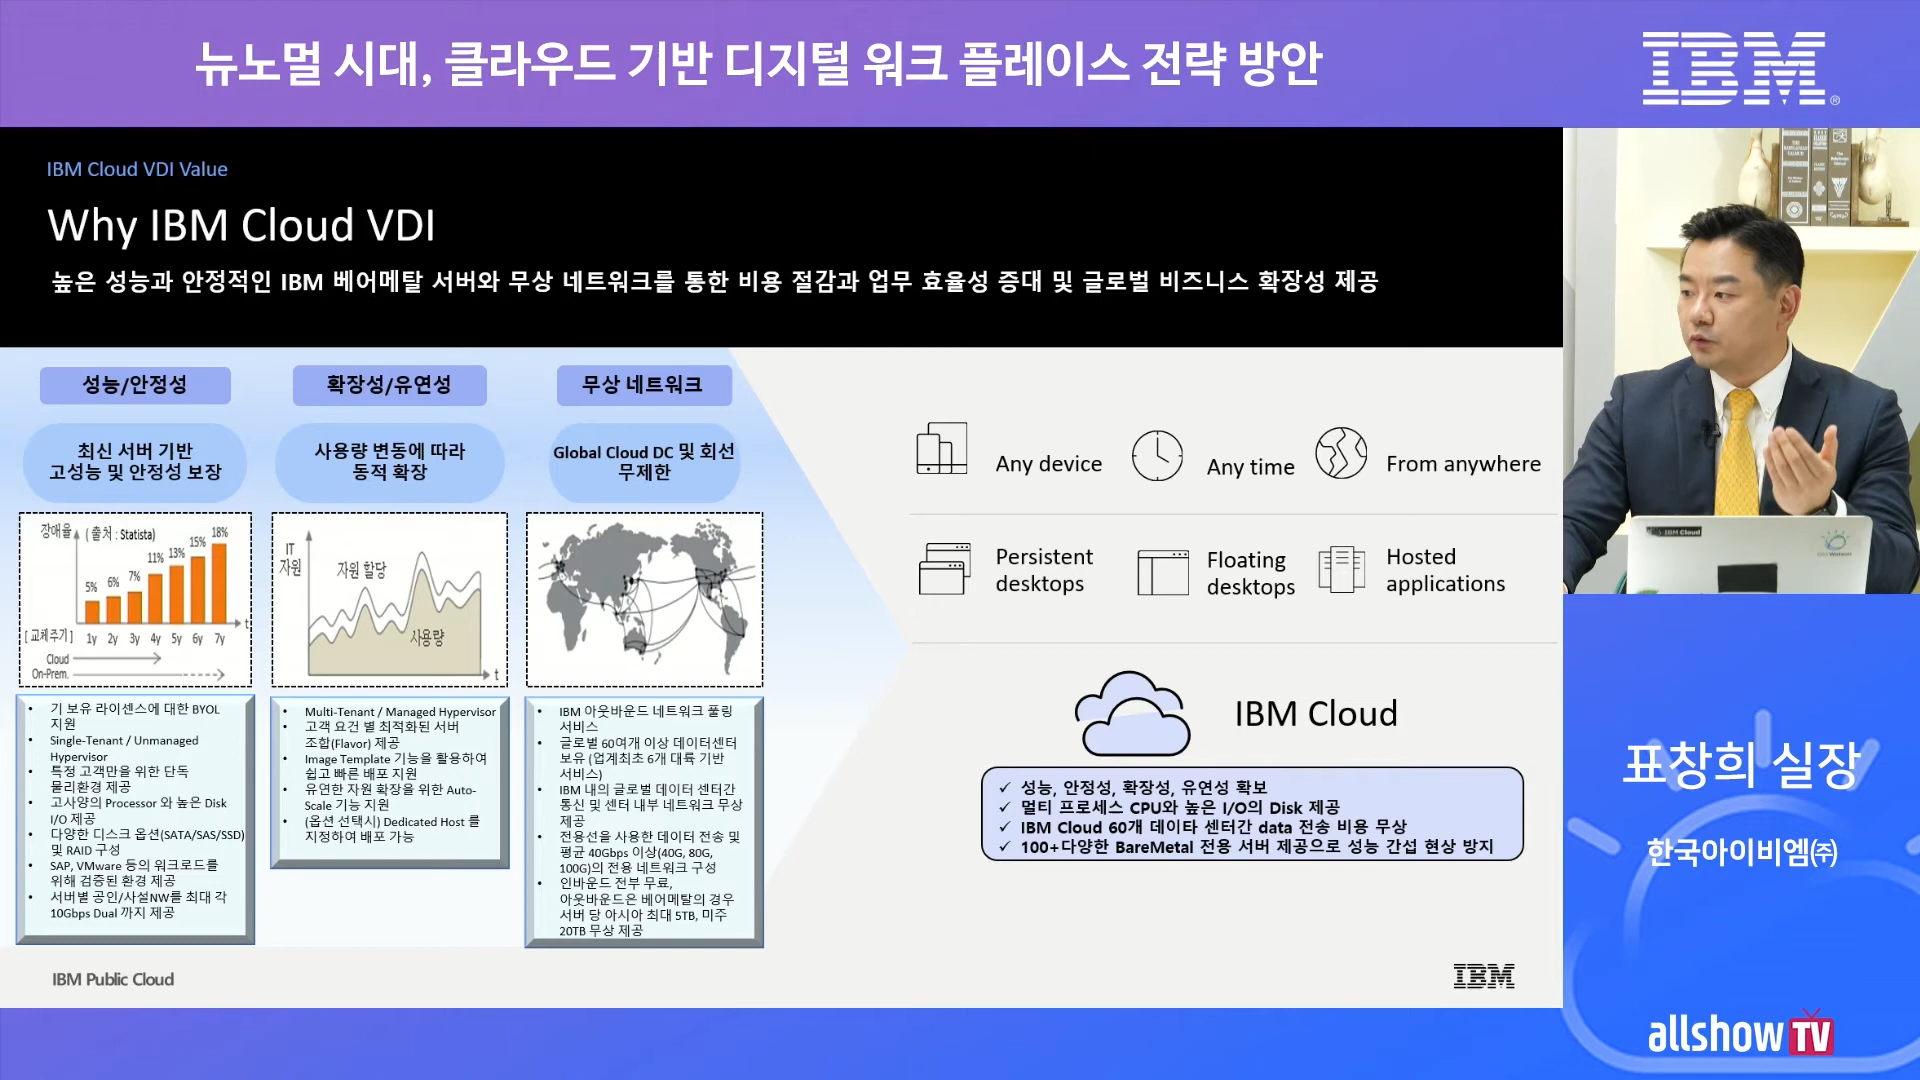 뉴노멀 시대, 클라우드 기반 디지털 워크 플레이스 전략 방안
IBM®
IBM Cloud VDI Value
Why IBM Cloud VDI
높은 성능과 안정적인 IBM 베어메탈 서버와 무상 네트워크를 통한 비용 절감과 업무 효율성 증대 및 글로벌 비즈니스 확장성 제공
성능/안정성
최신 서버 기반
고성능 및 안정성 보장
장애율 ( 출처 : Statista)
5% 6% 7% 11% 13% 15% 18%
t
[ 교체주기 ] 1y 2y 3y 4y 5y 6y 7y
Cloud
On-Prem.
• 기 보유 라이센스에 대한 BYOL
지원
• Single-Tenant / Unmanaged
Hypervisor
• 특정 고객만을 위한 단독
물리환경 제공
• 고사양의 Processor 와 높은 Disk
I/O 제공
• 다양한 디스크 옵션(SATA/SAS/SSD)
및 RAID 구성
• SAP, VMware 등의 워크로드를
위해 검증된 환경 제공
• 서버별 공인/사설NW를 최대 각
10Gbps Dual 까지 제공
확장성/유연성
사용량 변동에 따라
동적 확장
IT
자원
자원 할당
사용량
t
• Multi-Tenant / Managed Hypervisor
• 고객 요건 별 최적화된 서버
조합(Flavor) 제공
• Image Template 기능을 활용하여
쉽고 빠른 배포 지원
• 유연한 자원 확장을 위한 Auto-
Scale 기능 지원
• (옵션 선택시) Dedicated Host 를
지정하여 배포 가능
무상 네트워크
Global Cloud DC 및 회선
무제한
• IBM 아웃바운드 네트워크 풀링
서비스
• 글로벌 60여개 이상 데이터센터
보유 (업계최초 6개 대륙 기반
서비스)
• IBM 내의 글로벌 데이터 센터간
통신 및 센터 내부 네트워크 무상
제공
• 전용선을 사용한 데이터 전송 및
평균 40Gbps 이상(40G, 80G,
100G)의 전용 네트워크 구성
• 인바운드 전부 무료,
아웃바운드은 베어메탈의 경우
서버 당 아시아 최대 5TB, 미주
20TB 무상 제공
Any device
Any time
From anywhere
Persistent
desktops
Floating
desktops
Hosted
applications
IBM Cloud
✓ 성능, 안정성, 확장성, 유연성 확보
✓ 멀티 프로세스 CPU와 높은 I/O의 Disk 제공
✓ IBM Cloud 60개 데이타 센터간 data 전송 비용 무상
✓ 100+다양한 BareMetal 전용 서버 제공으로 성능 간섭 현상 방지
IBM Public Cloud
IBM
IBM Cloud
표창희 실장
한국아이비엠㈜
allshow TV